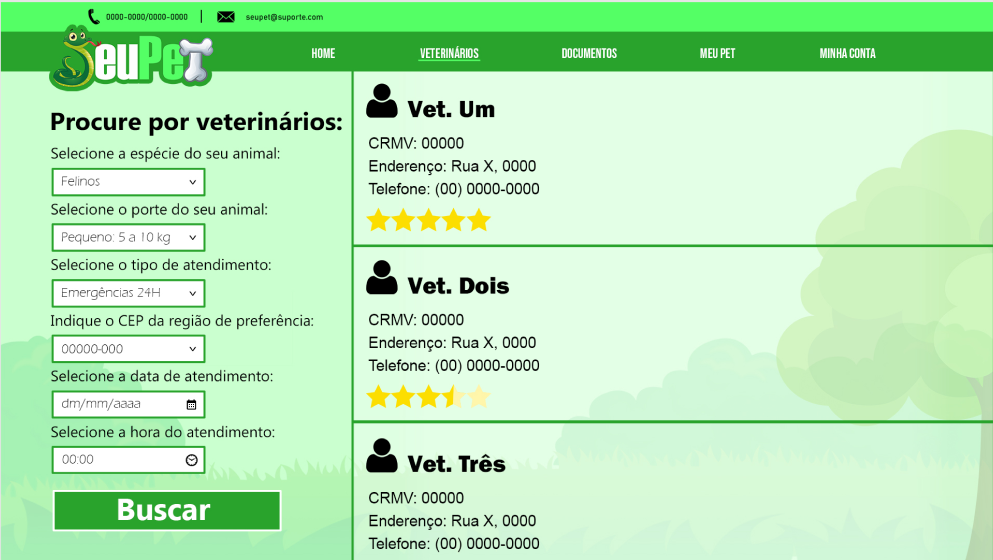 0000-0000/0000-0000 | seupet@suporte.com
SeuPet
HOME VETERINÁRIOS DOCUMENTOS MEU PET MINHA CONTA
Procure por veterinários:
Selecione a espécie do seu animal:
Felinos
Selecione o porte do seu animal:
Pequeno: 5 a 10 kg
Selecione o tipo de atendimento:
Emergências 24H
Indique o CEP da região de preferência:
00000-000
Selecione a data de atendimento:
dd/mm/aaaa
Selecione a hora do atendimento:
00:00
Buscar
Vet. Um
CRMV: 00000
Enderenço: Rua X, 0000
Telefone: (00) 0000-0000
Vet. Dois
CRMV: 00000
Enderenço: Rua X, 0000
Telefone: (00) 0000-0000
Vet. Três
CRMV: 00000
Enderenço: Rua X, 0000
Telefone: (00) 0000-0000